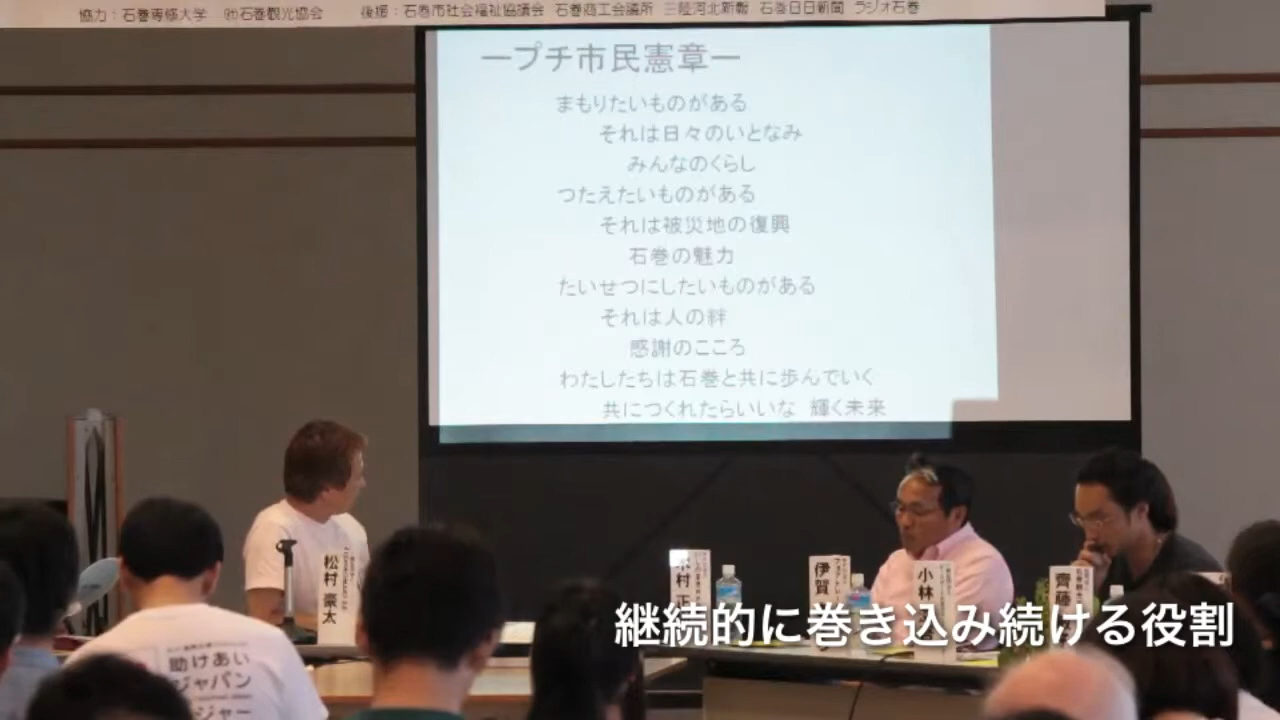 協力：石巻専修大学 ㈳石巻観光協会 後援：石巻市社会福祉協議会 石巻商工会議所 三陸河北新報 石巻日日新聞 ラジオ石巻
―プチ市民憲章―
まもりたいものがある
それは日々のいとなみ
みんなのくらし
つたえたいものがある
それは被災地の復興
石巻の魅力
たいせつにしたいものがある
それは人の絆
感謝のこころ
わたしたちは石巻と共に歩んでいく
共につくれたらいいな 輝く未来
松村 豪太
村 正
伊賀
小林
齊藤
助けあい
ジャパン
ジャー
継続的に巻き込み続ける役割